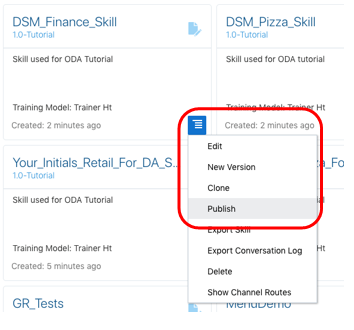 DSM_Finance_Skill
1.0-Tutorial
Skill used for ODA Tutorial
Training Model: Trainer Ht
Created: 2 minutes ago
DSM_Pizza_Skill
1.0-Tutorial
Skill used for ODA Tutorial
Training Model: Trainer Ht
Created: 2 minutes ago
Your_Initials_Retail_For_DA_S...
1.0-Tutorial
Skill used for ODA Tutorial
Training Model: Trainer Ht
Created: 5 minutes ago
Edit
New Version
Clone
Publish
Export Skill
Export Conversation Log
Delete
Show Channel Routes
GR_Tests
MenuDemo